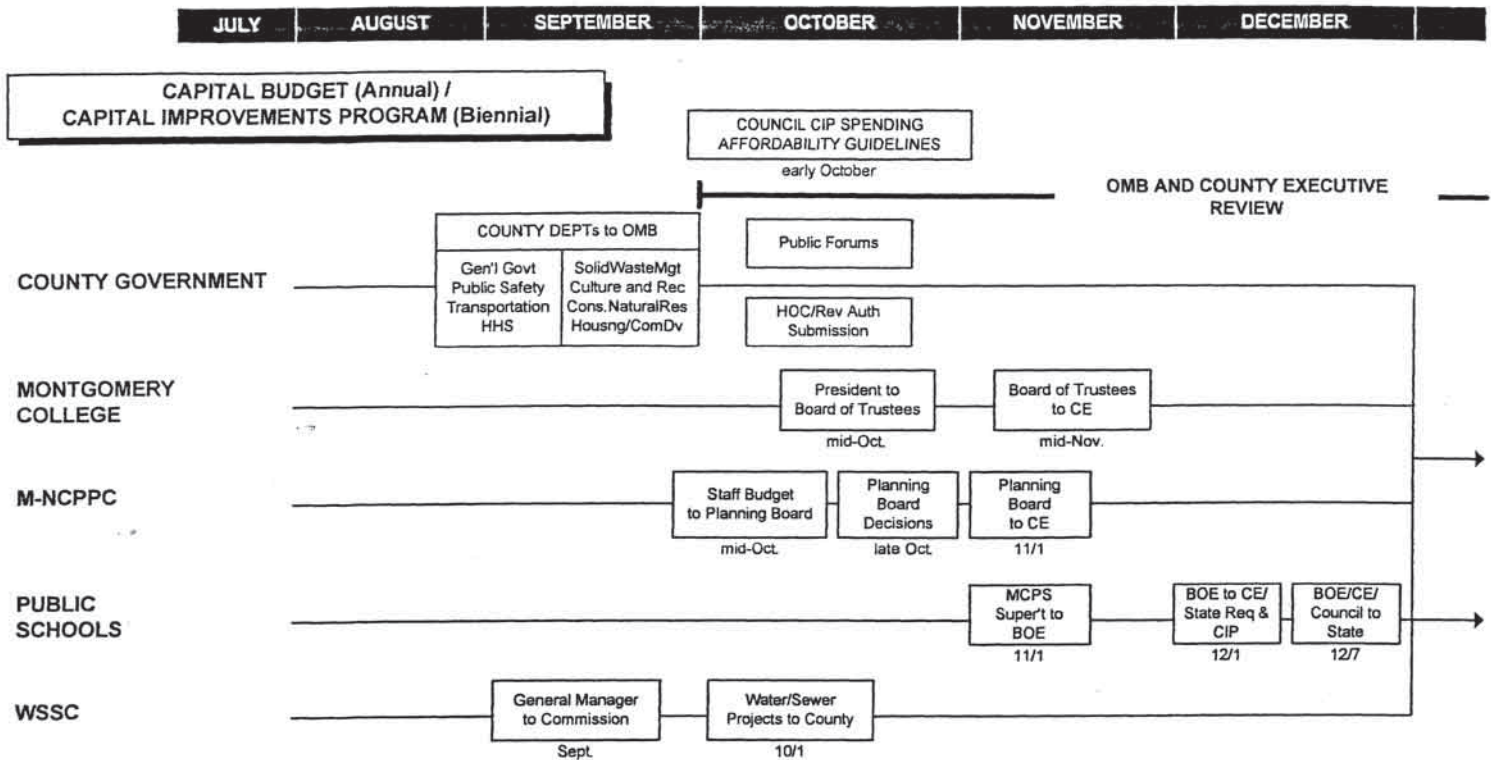 JULY AUGUST SEPTEMBER OCTOBER NOVEMBER DECEMBER
CAPITAL BUDGET (Annual) /
CAPITAL IMPROVEMENTS PROGRAM (Biennial)
COUNCIL CIP SPENDING
AFFORDABILITY GUIDELINES
early October
OMB AND COUNTY EXECUTIVE
REVIEW
COUNTY GOVERNMENT
COUNTY DEPTs to OMB
Gen'l Govt
Public Safety
Transportation
HHS
SolidWasteMgt
Culture and Rec
Cons.NaturalRes
Housng/ComDv
Public Forums
HOC/Rev Auth
Submission
MONTGOMERY
COLLEGE
President to
Board of Trustees
mid-Oct.
Board of Trustees
to CE
mid-Nov.
M-NCPPC
Staff Budget
to Planning Board
mid-Oct.
Planning
Board
Decisions
late Oct.
Planning
Board
to CE
11/1
PUBLIC
SCHOOLS
MCPS
Super't to
BOE
11/1
BOE to CE/
State Req &
CIP
12/1
BOE/CE/
Council to
State
12/7
WSSC
General Manager
to Commission
Sept.
Water/Sewer
Projects to County
10/1